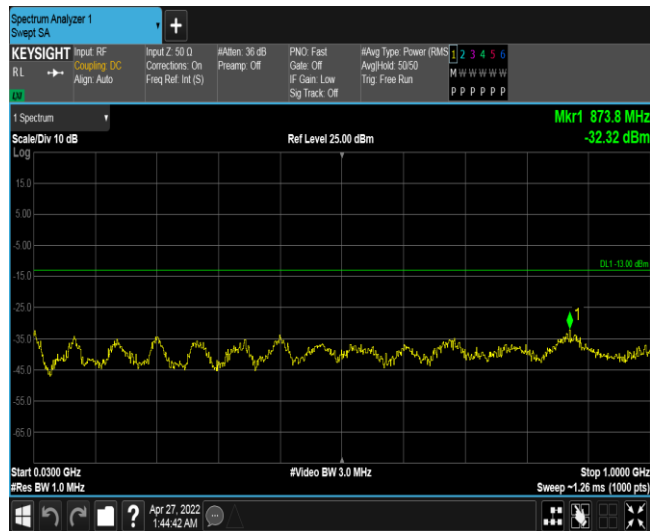 Spectrum Analyzer 1
Swept SA
KEYSIGHT
RL
Input: RF
Coupling: DC
Align: Auto
Input Z: 50 Ω
Corrections: On
Freq Ref: Int (S)
#Atten: 36 dB
Preamp: Off
PNO: Fast
Gate: Off
IF Gain: Low
Sig Track: Off
#Avg Type: Power (RMS
Avg|Hold: 50/50
Trig: Free Run
1 2 3 4 5 6
M W W W W W
P P P P P P
1 Spectrum
Mkr1 873.8 MHz
Scale/Div 10 dB
Ref Level 25.00 dBm
-32.32 dBm
Log
15.0
5.00
-5.00
DL1 -13.00 dBm
-15.0
-25.0
1
-35.0
-45.0
-55.0
-65.0
Start 0.0300 GHz
#Video BW 3.0 MHz
Stop 1.0000 GHz
#Res BW 1.0 MHz
Sweep ~1.26 ms (1000 pts)
?
Apr 27, 2022
1:44:42 AM